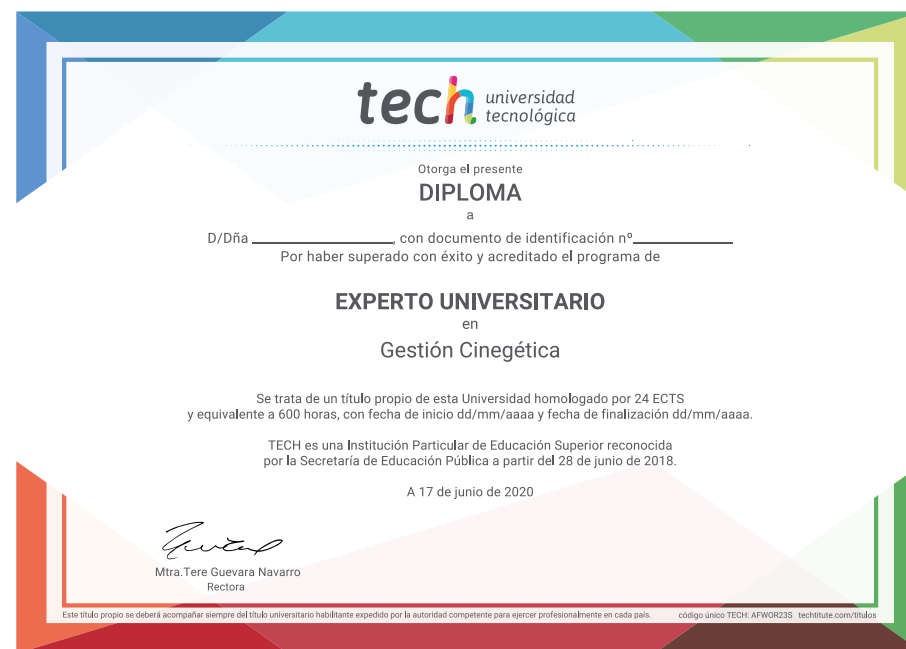 tech universidad
tecnológica
Otorga el presente
DIPLOMA
a
D/Dña ____________________, con documento de identificación nº______________
Por haber superado con éxito y acreditado el programa de
EXPERTO UNIVERSITARIO
en
Gestión Cinegética
Se trata de un título propio de esta Universidad homologado por 24 ECTS
y equivalente a 600 horas, con fecha de inicio dd/mm/aaaa y fecha de finalización dd/mm/aaaa.
TECH es una Institución Particular de Educación Superior reconocida
por la Secretaría de Educación Pública a partir del 28 de junio de 2018.
A 17 de junio de 2020
Mtra.Tere Guevara Navarro
Rectora
Este título propio se deberá acompañar siempre del título universitario habilitante expedido por la autoridad competente para ejercer profesionalmente en cada país. código único TECH: AFWOR23S techtitute.com/titulos